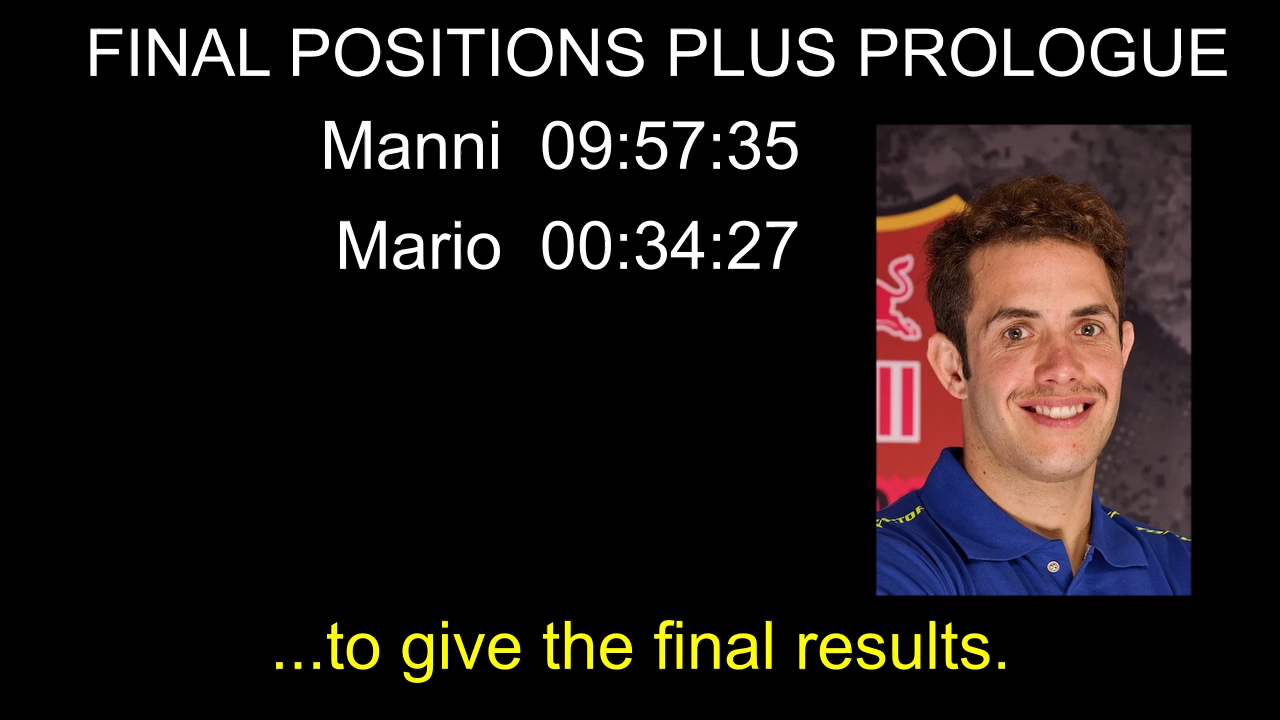 FINAL POSITIONS PLUS PROLOGUE
Manni 09:57:35
Mario 00:34:27
...to give the final results.